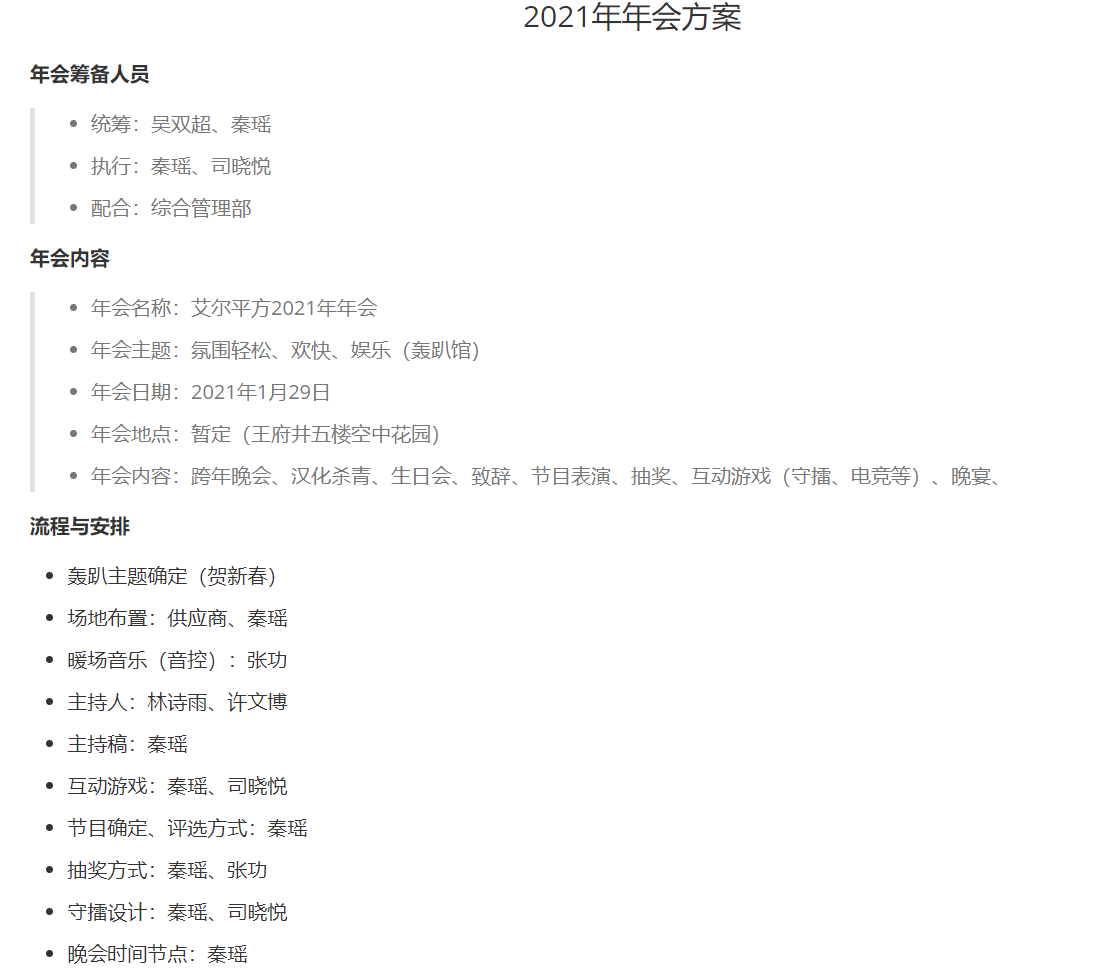 2021年年会方案
年会筹备人员
统筹：吴双超、秦瑶
执行：秦瑶、司晓悦
配合：综合管理部
年会内容
年会名称：艾尔平方2021年年会
年会主题：氛围轻松、欢快、娱乐（轰趴馆）
年会日期：2021年1月29日
年会地点：暂定（王府井五楼空中花园）
年会内容：跨年晚会、汉化杀青、生日会、致辞、节目表演、抽奖、互动游戏（守擂、电竞等）、晚宴、
流程与安排
轰趴主题确定（贺新春）
场地布置：供应商、秦瑶
暖场音乐（音控）：张功
主持人：林诗雨、许文博
主持稿：秦瑶
互动游戏：秦瑶、司晓悦
节目确定、评选方式：秦瑶
抽奖方式：秦瑶、张功
守擂设计：秦瑶、司晓悦
晚会时间节点：秦瑶